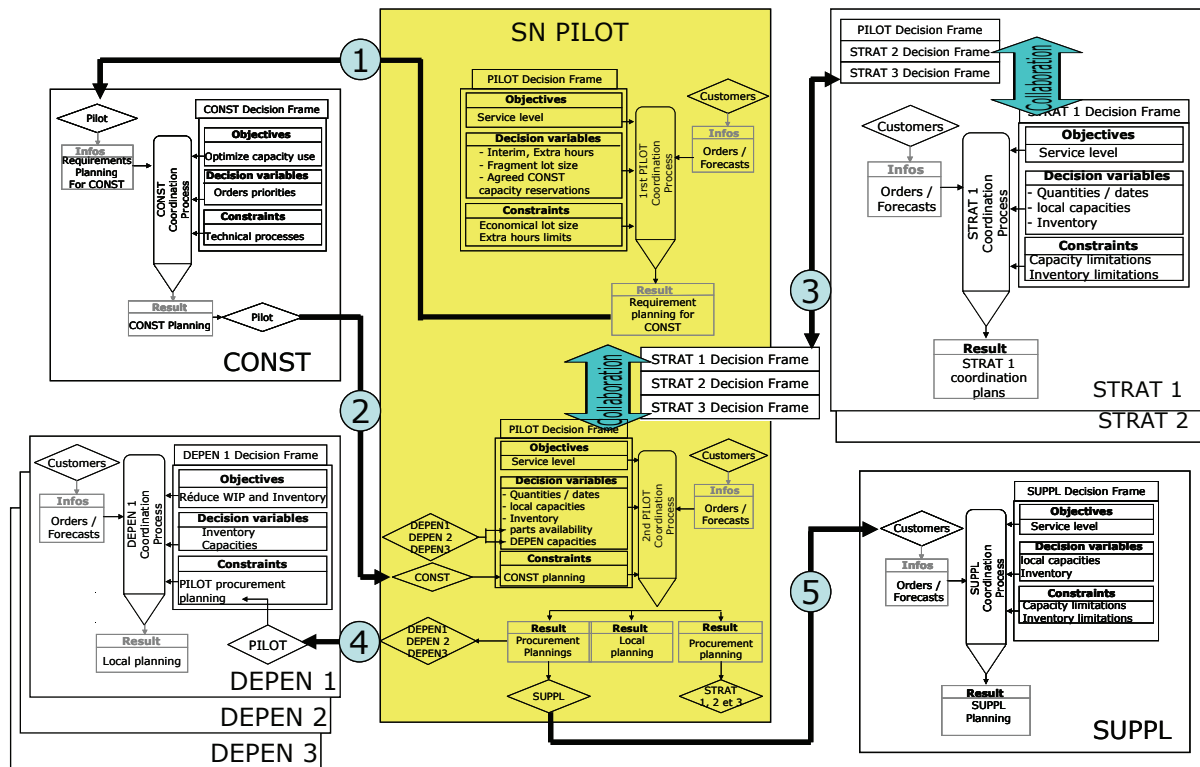 SN PILOT
1
PILOT Decision Frame
Objectives
Service level
Decision variables
- Interim, Extra hours
- Fragment lot size
- Agreed CONST
capacity reservations
Constraints
Economical lot size
Extra hours limits
Customers
Infos
Orders /
Forecasts
1rst PILOT
Coordination
Process
Result
Requirement
planning for
CONST
Pilot
Infos
Requirements
Planning
For CONST
CONST
Coordination
Process
CONST Decision Frame
Objectives
Optimize capacity use
Decision variables
Orders priorities
Constraints
Technical processes
Result
CONST Planning
Pilot
CONST
2
PILOT Decision Frame
STRAT 2 Decision Frame
STRAT 3 Decision Frame
Collaboration
STRAT 1 Decision Frame
Objectives
Service level
Decision variables
- Quantities / dates
- local capacities
- Inventory
Constraints
Capacity limitations
Inventory limitations
Customers
Infos
Orders /
Forecasts
STRAT 1
Coordination
Process
Result
STRAT 1
coordination
plans
STRAT 1
STRAT 2
3
STRAT 1 Decision Frame
STRAT 2 Decision Frame
STRAT 3 Decision Frame
Collaboration
PILOT Decision Frame
Objectives
Service level
Decision variables
- Quantities / dates
- local capacities
- Inventory
parts availability
DEPEN capacities
Constraints
CONST planning
DEPEN1
DEPEN 2
DEPEN3
CONST
Customers
Infos
Orders /
Forecasts
2nd PILOT
Coordination
Process
Result
Procurement
Plannings
Result
Local
planning
Result
Procurement
planning
DEPEN1
DEPEN 2
DEPEN3
SUPPL
STRAT
1, 2 et 3
4
Customers
Infos
Orders /
Forecasts
DEPEN 1
Coordination
Process
DEPEN 1 Decision Frame
Objectives
Réduce WIP and Inventory
Decision variables
Inventory
Capacities
Constraints
PILOT procurement
planning
Result
Local planning
PILOT
DEPEN 1
DEPEN 2
DEPEN 3
5
Customers
Infos
Orders /
Forecasts
SUPPL
Coordination
Process
SUPPL Decision Frame
Objectives
Service level
Decision variables
local capacities
Inventory
Constraints
Capacity limitations
Inventory limitations
Result
SUPPL
Planning
SUPPL